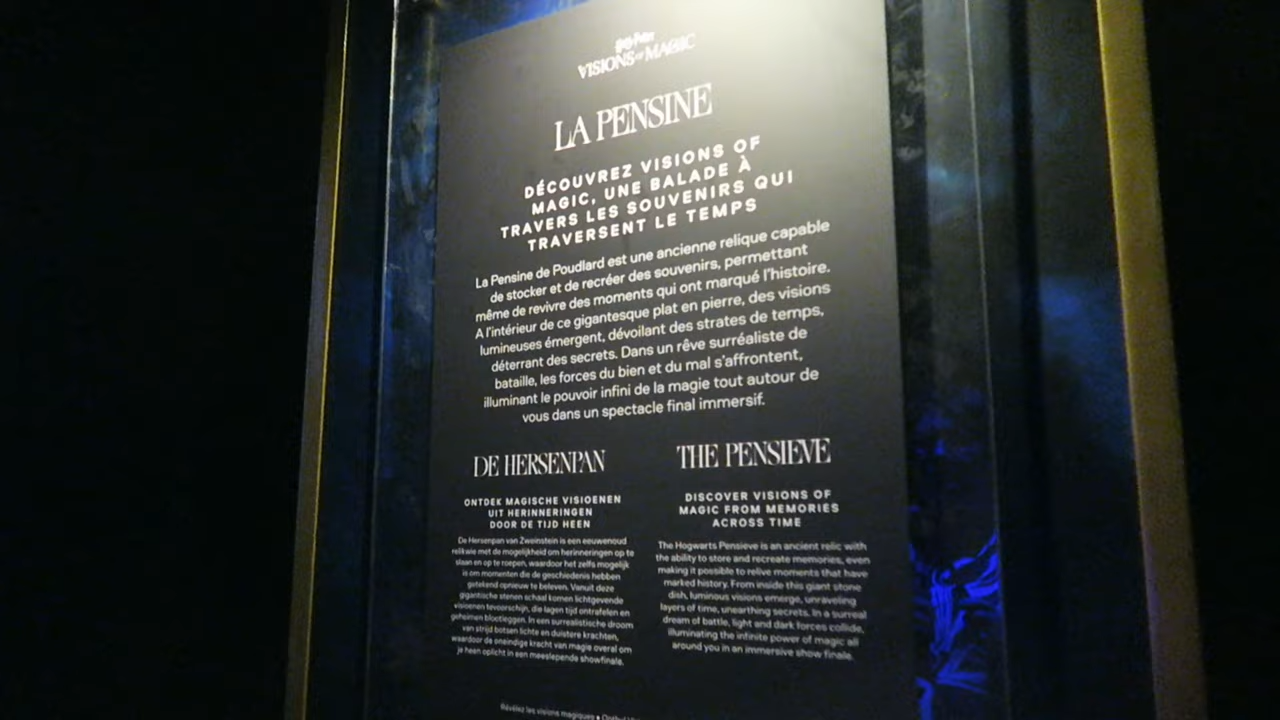 Harry Potter
VISIONS OF MAGIC
LA PENSINE
DÉCOUVREZ VISIONS OF
MAGIC, UNE BALADE À
TRAVERS LES SOUVENIRS QUI
TRAVERSENT LE TEMPS
La Pensine de Poudlard est une ancienne relique capable
de stocker et de recréer des souvenirs, permettant
même de revivre des moments qui ont marqué l'histoire.
A l'intérieur de ce gigantesque plat en pierre, des visions
lumineuses émergent, dévoilant des strates de temps,
déterrant des secrets. Dans un rêve surréaliste de
bataille, les forces du bien et du mal s'affrontent,
illuminant le pouvoir infini de la magie tout autour de
vous dans un spectacle final immersif.
DE HERSENPAN
ONTDEK MAGISCHE VISIOENEN
UIT HERINNERINGEN
DOOR DE TIJD HEEN
De Hersenpan van Zweinstein is een eeuwenoud
relikwie met de mogelijkheid om herinneringen op te
slaan en op te roepen, waardoor het zelfs mogelijk
is om momenten die de geschiedenis hebben
getekend opnieuw te beleven. Vanuit deze
gigantische stenen schaal komen lichtgevende
visioenen tevoorschijn, die lagen tijd ontrafelen en
geheimen blootleggen. In een surrealistische droom
van strijd botsen lichte en duistere krachten,
waardoor de oneindige kracht van magie overal om
je heen oplicht in een meeslepende showfinale.
THE PENSIEVE
DISCOVER VISIONS OF
MAGIC FROM MEMORIES
ACROSS TIME
The Hogwarts Pensieve is an ancient relic with
the ability to store and recreate memories, even
making it possible to relive moments that have
marked history. From inside this giant stone
dish, luminous visions emerge, unraveling
layers of time, unearthing secrets. In a surreal
dream of battle, light and dark forces collide,
illuminating the infinite power of magic all
around you in an immersive show finale.
Révélez les visions magiques •